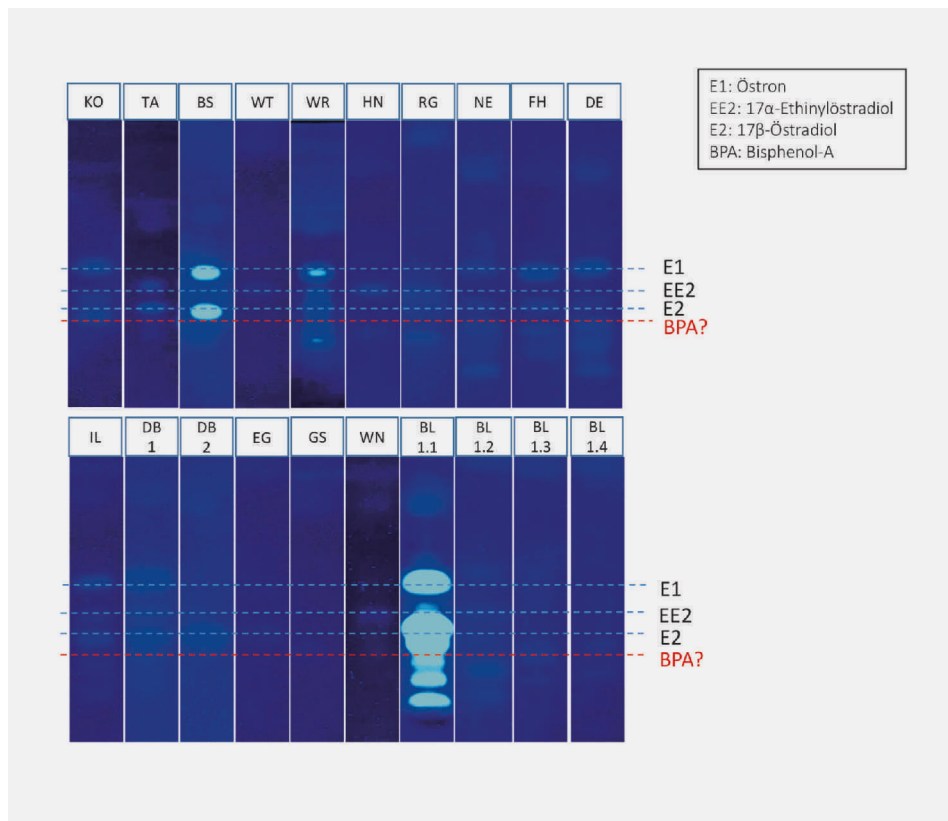 KO TA BS WT WR HN RG NE FH DE
E1: Östron
EE2: 17α-Ethinylöstradiol
E2: 17β-Östradiol
BPA: Bisphenol-A
E1
EE2
E2
BPA?
IL DB 1 DB 2 EG GS WN BL 1.1 BL 1.2 BL 1.3 BL 1.4
E1
EE2
E2
BPA?